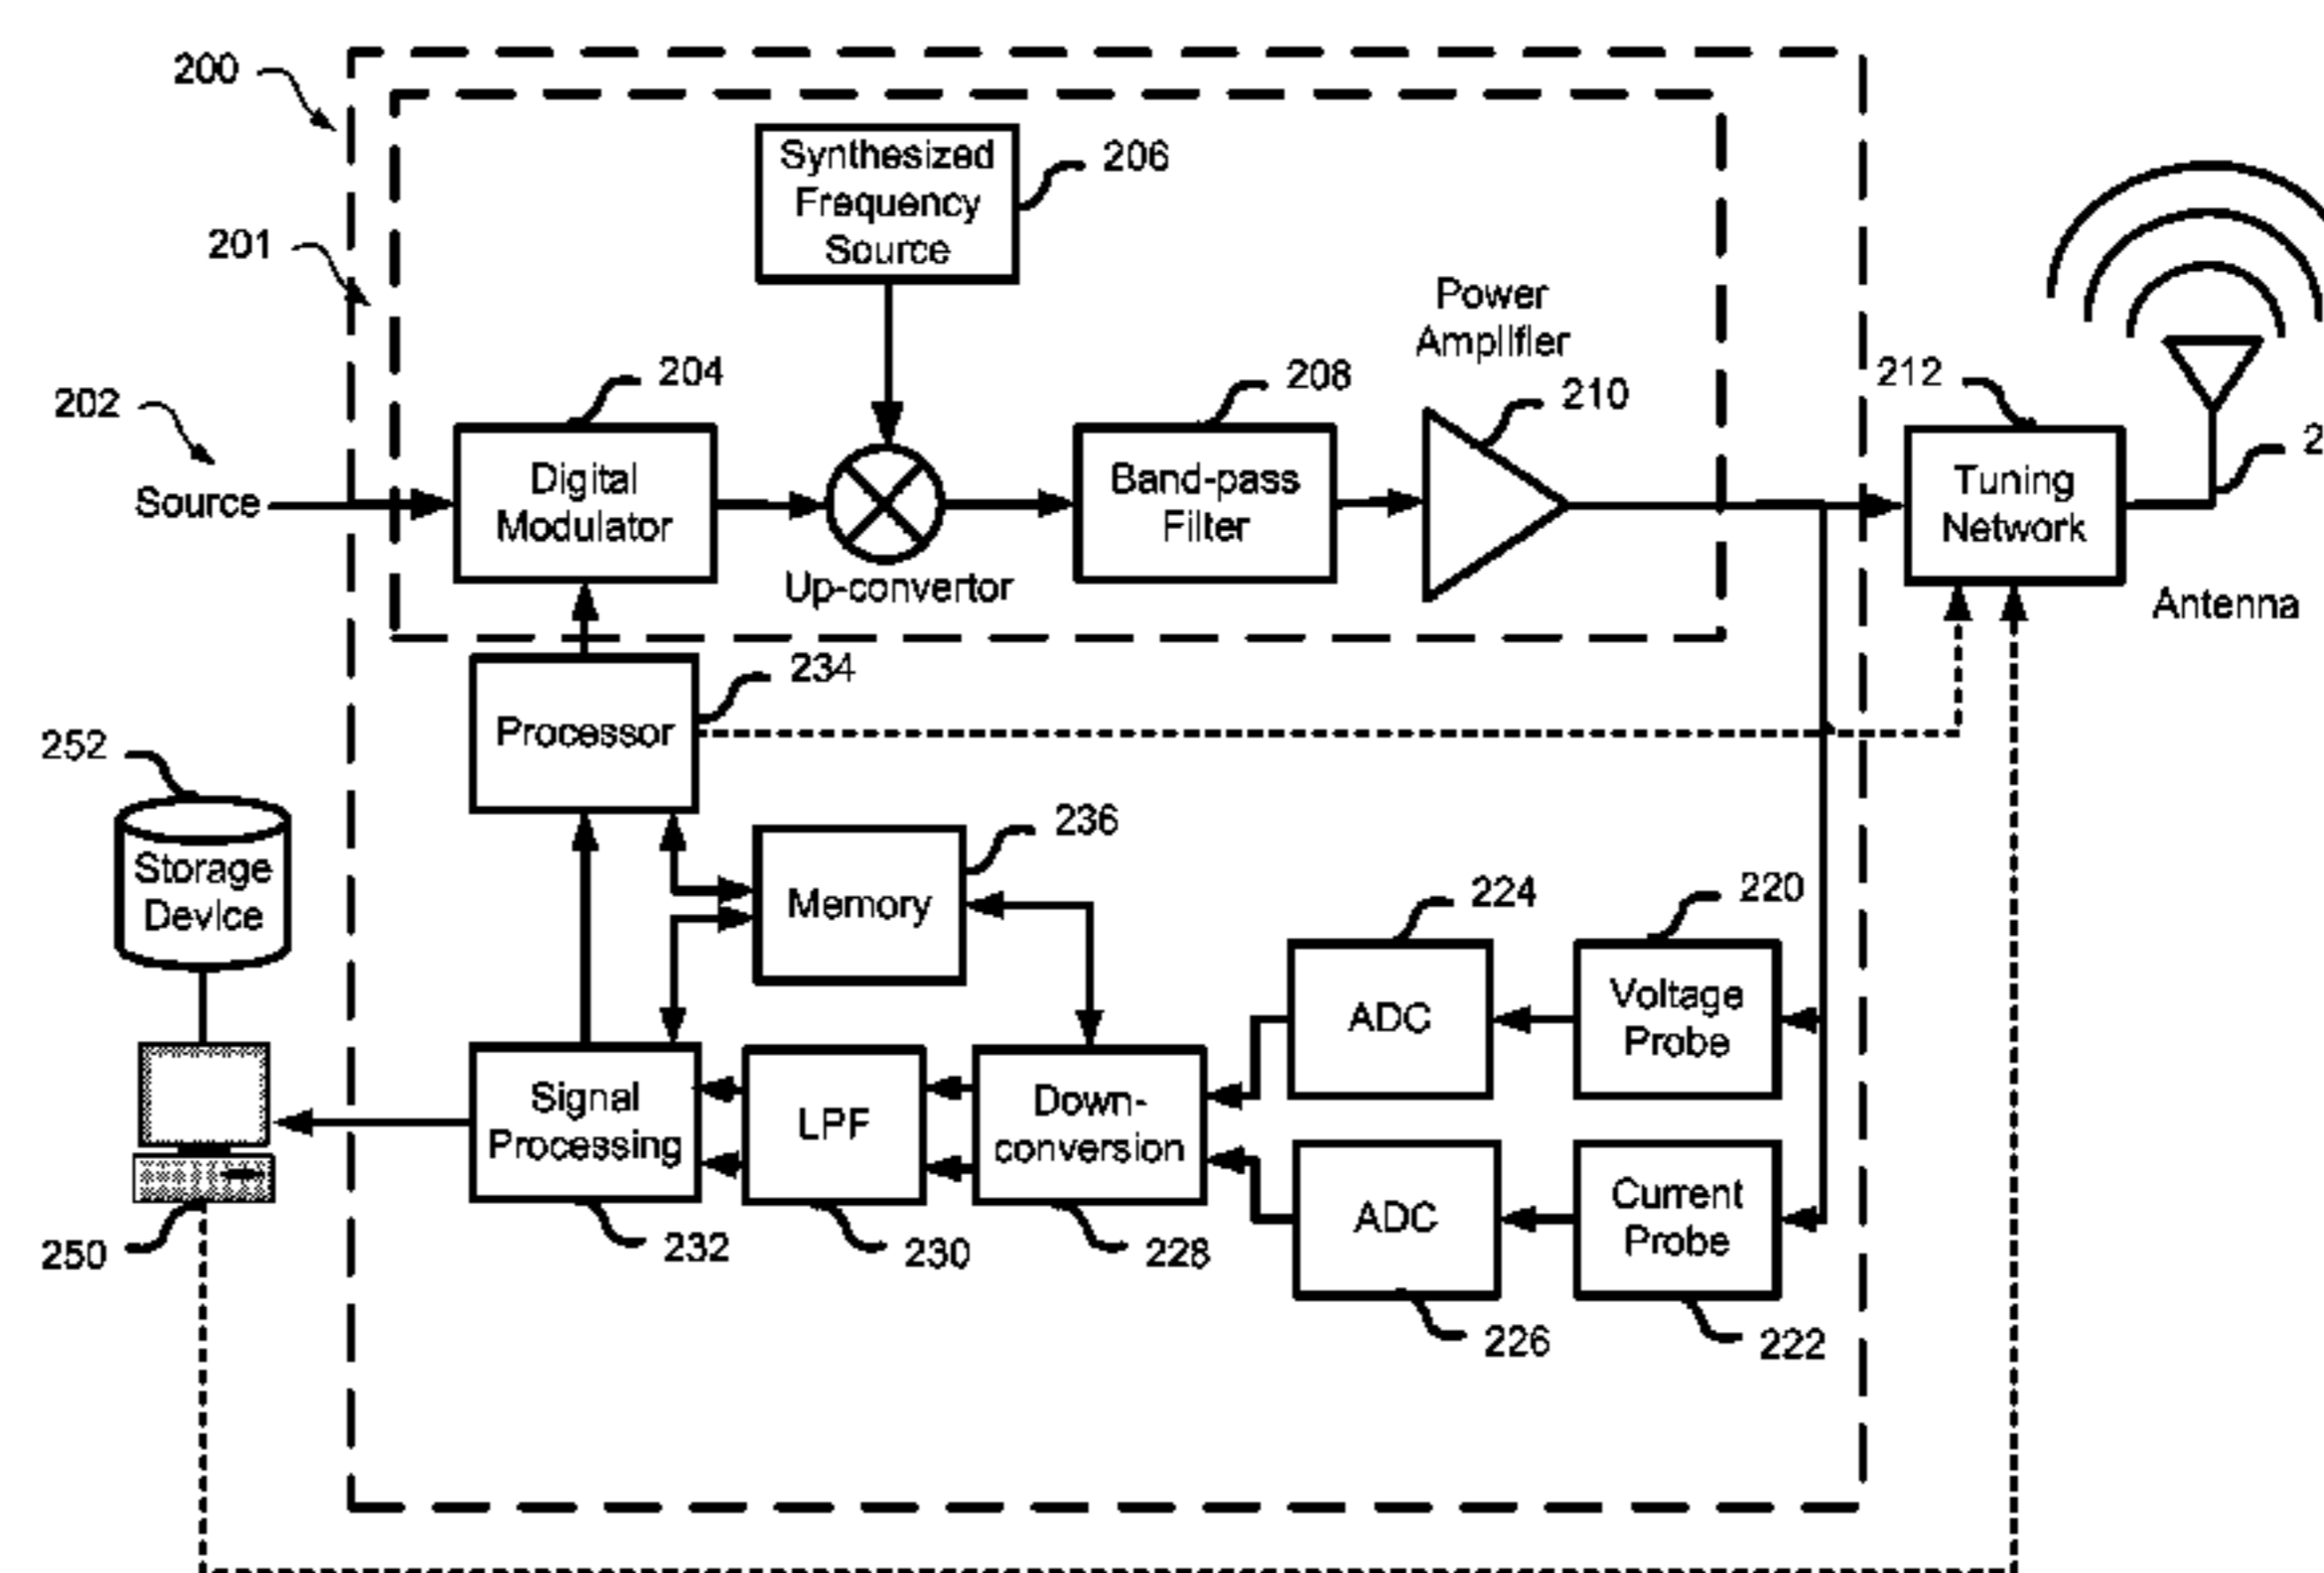 200
201
Synthesized
Frequency
Source
206
Power
Amplifier
202
Source
204
Digital
Modulator
Up-convertor
208
Band-pass
Filter
210
212
Tuning
Network
2
Antenna
234
Processor
252
Storage
Device
236
Memory
224
ADC
220
Voltage
Probe
Signal
Processing
LPF
Down-
conversion
ADC
Current
Probe
250
232
230
228
226
222